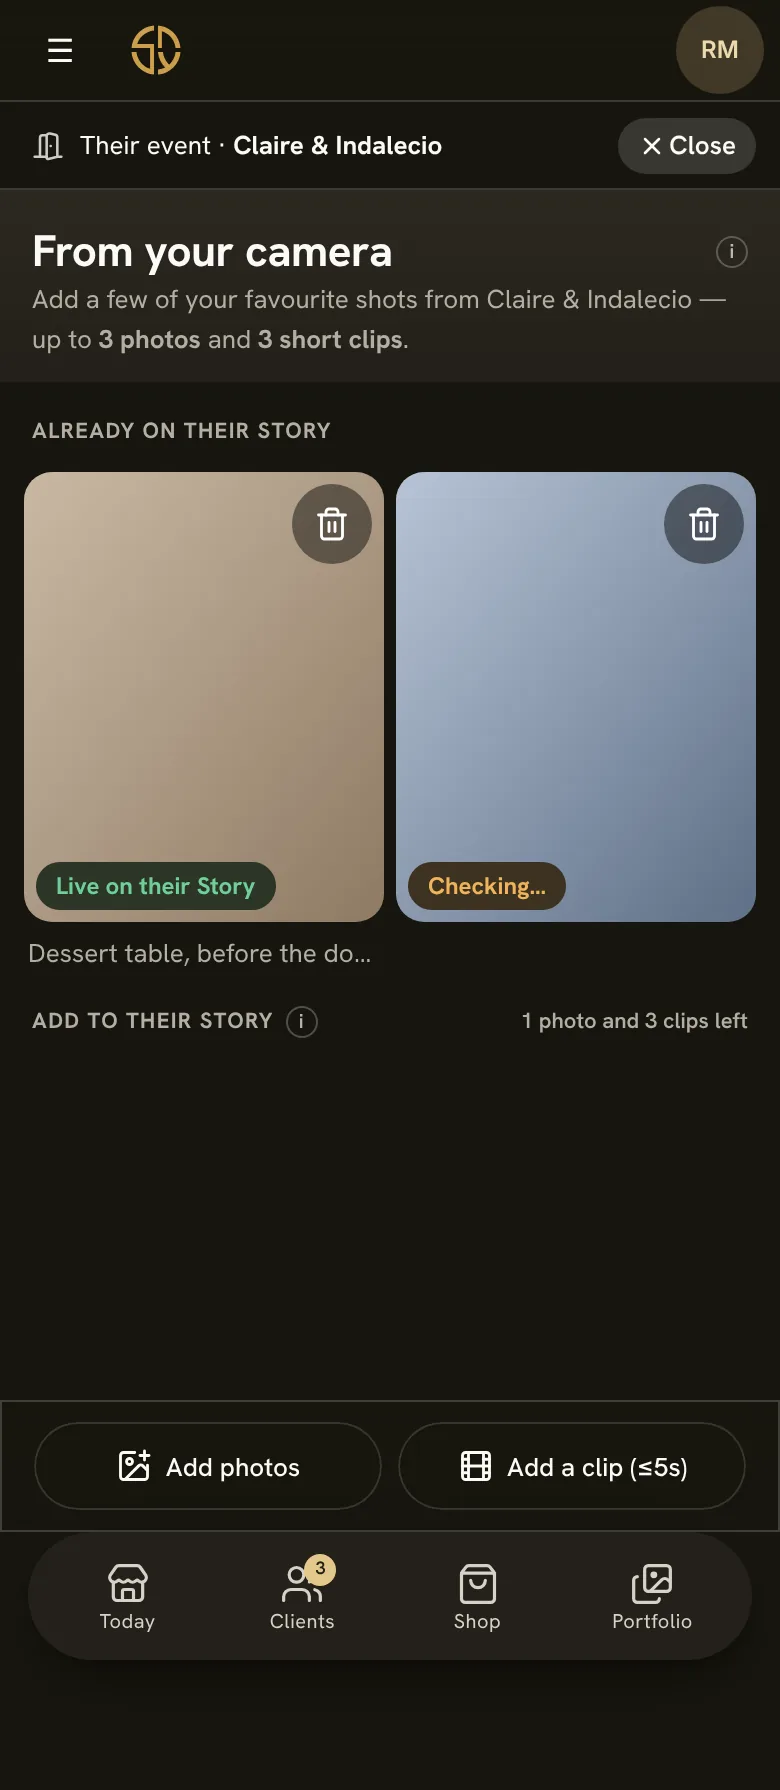 RM
Their event · Claire & Indalecio
Close
From your camera
Add a few of your favourite shots from Claire & Indalecio —
up to 3 photos and 3 short clips.
ALREADY ON THEIR STORY
Live on their Story
Checking...
Dessert table, before the do...
ADD TO THEIR STORY
1 photo and 3 clips left
Add photos
Add a clip (≤5s)
3
Today
Clients
Shop
Portfolio